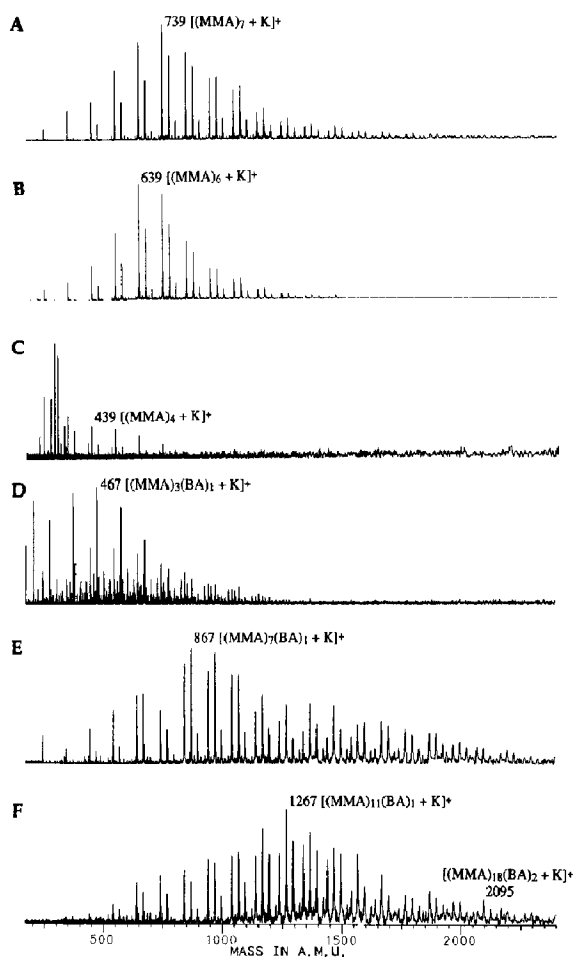 A
739 [(MMA)7 + K]+
B
639 [(MMA)6 + K]+
C
439 [(MMA)4 + K]+
D
467 [(MMA)3(BA)1 + K]+
E
867 [(MMA)7(BA)1 + K]+
F
1267 [(MMA)11(BA)1 + K]+
[(MMA)18(BA)2 + K]+
2095
500 1000 1500 2000
MASS IN A.M.U.